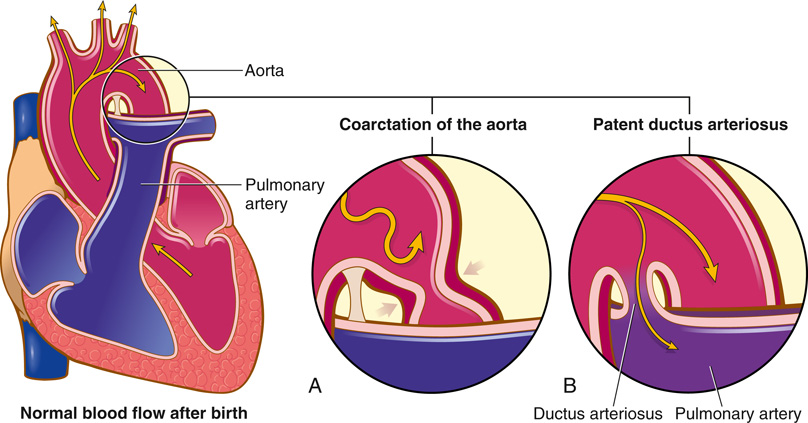 Aorta
Coarctation of the aorta
Patent ductus arteriosus
Pulmonary
artery
A
B
Ductus arteriosus
Pulmonary artery
Normal blood flow after birth